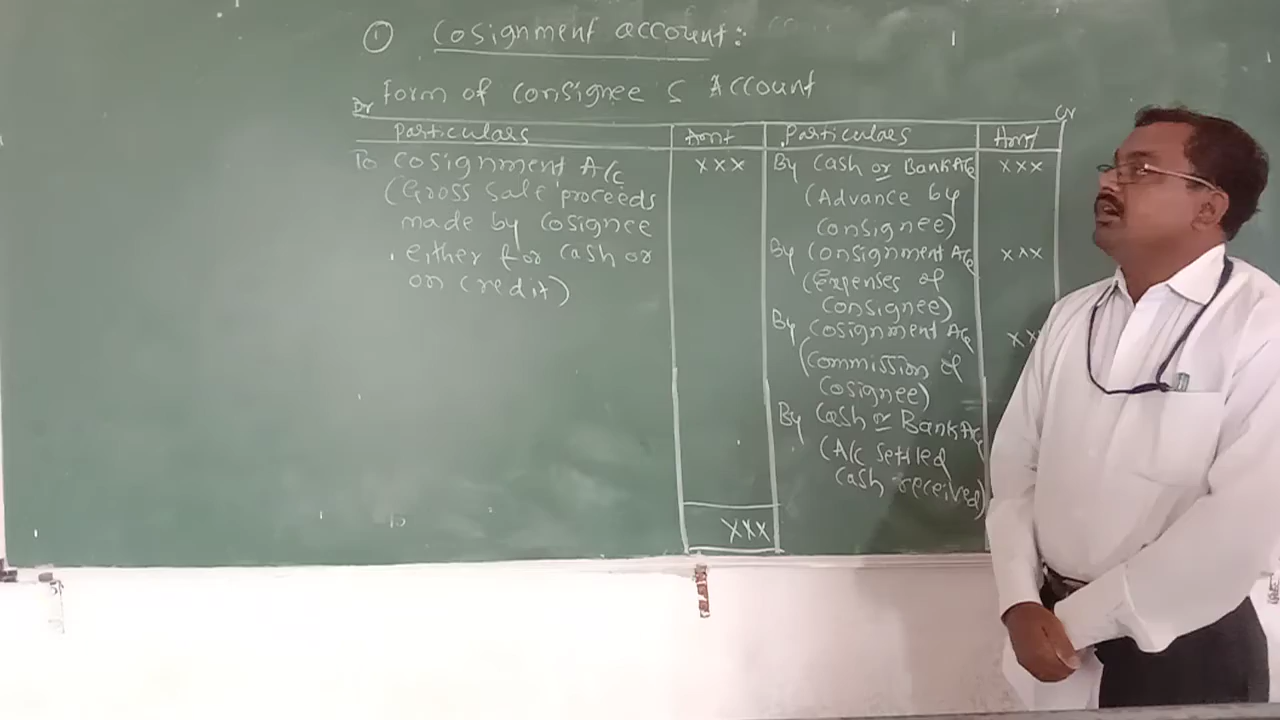 ① Cosignment account:
Form of consignee s Account
Dr
Cr
Particulars Amt Particulars Amt
To Cosignment A/c xxx
(Gross sale proceeds
made by Cosignee
either for cash or
on credit)
xxx
By Cash or Bank A/c xxx
(Advance by
Consignee)
By Consignment A/c xxx
(Expenses of
Consignee)
By Cosignment A/c xx
(Commission of
Cosignee)
By Cash or Bank A/c
(A/c settled
Cash received)